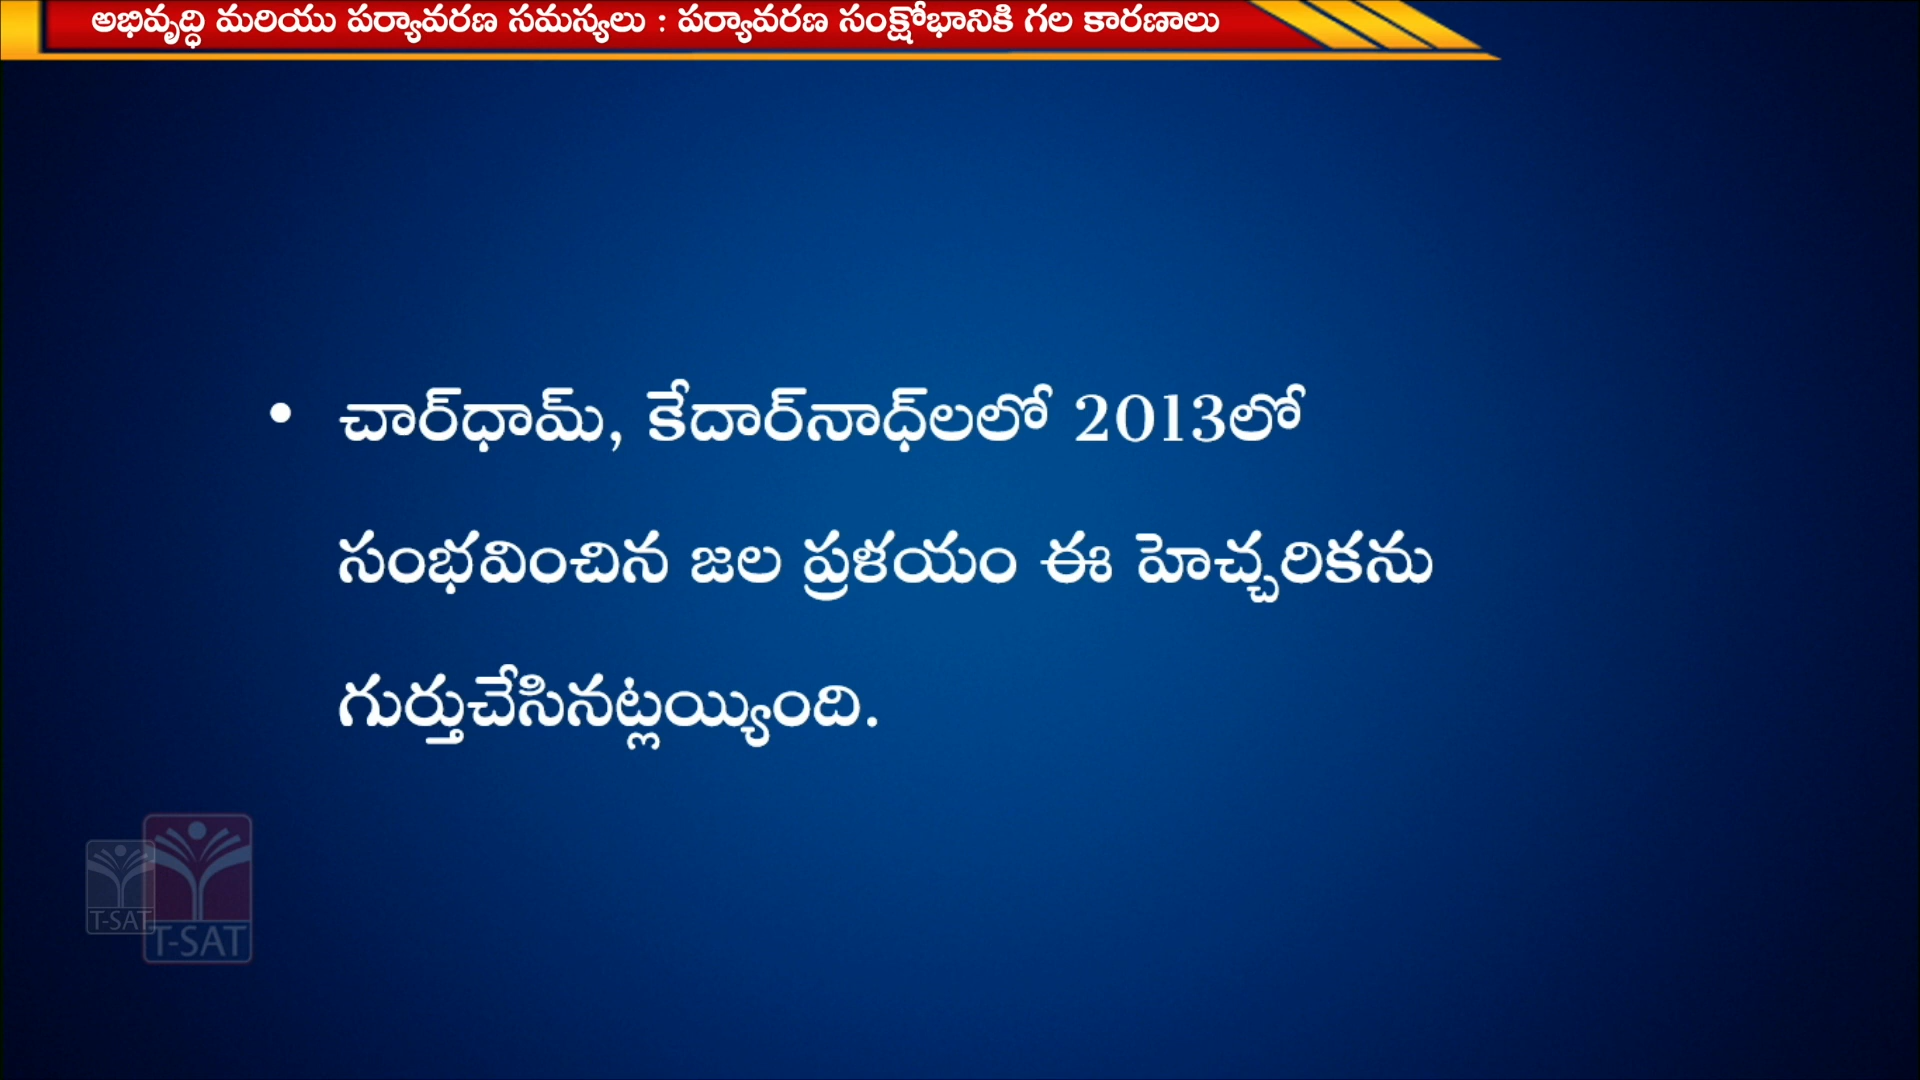 అభివృద్ధి మరియు పర్యావరణ సమస్యలు : పర్యావరణ సంక్షోభానికి గల కారణాలు
• చార్‌ధామ్, కేదార్‌నాధ్‌లలో 2013లో
సంభవించిన జల ప్రళయం ఈ హెచ్చరికను
గుర్తుచేసినట్లయ్యింది.
T-SAT
T-SAT